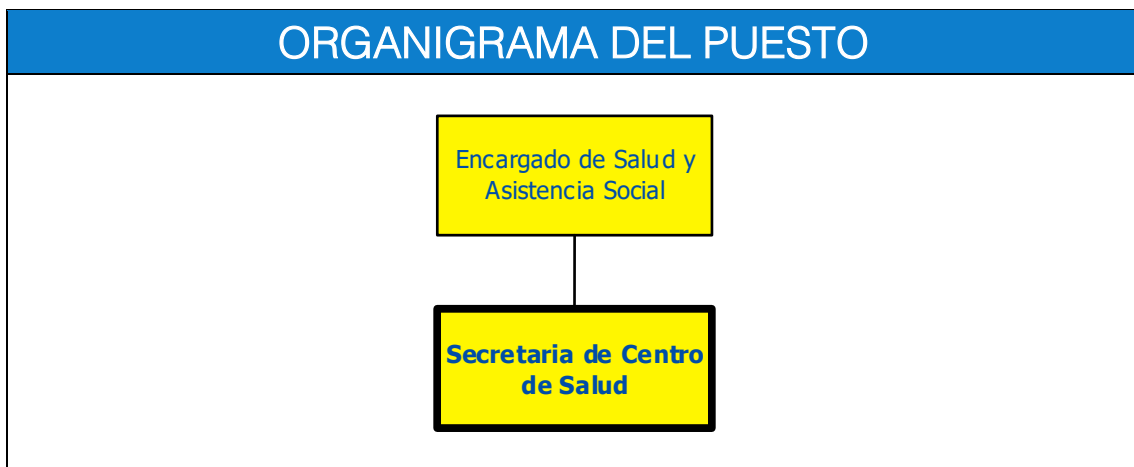 ORGANIGRAMA DEL PUESTO
Encargado de Salud y
Asistencia Social
Secretaria de Centro
de Salud